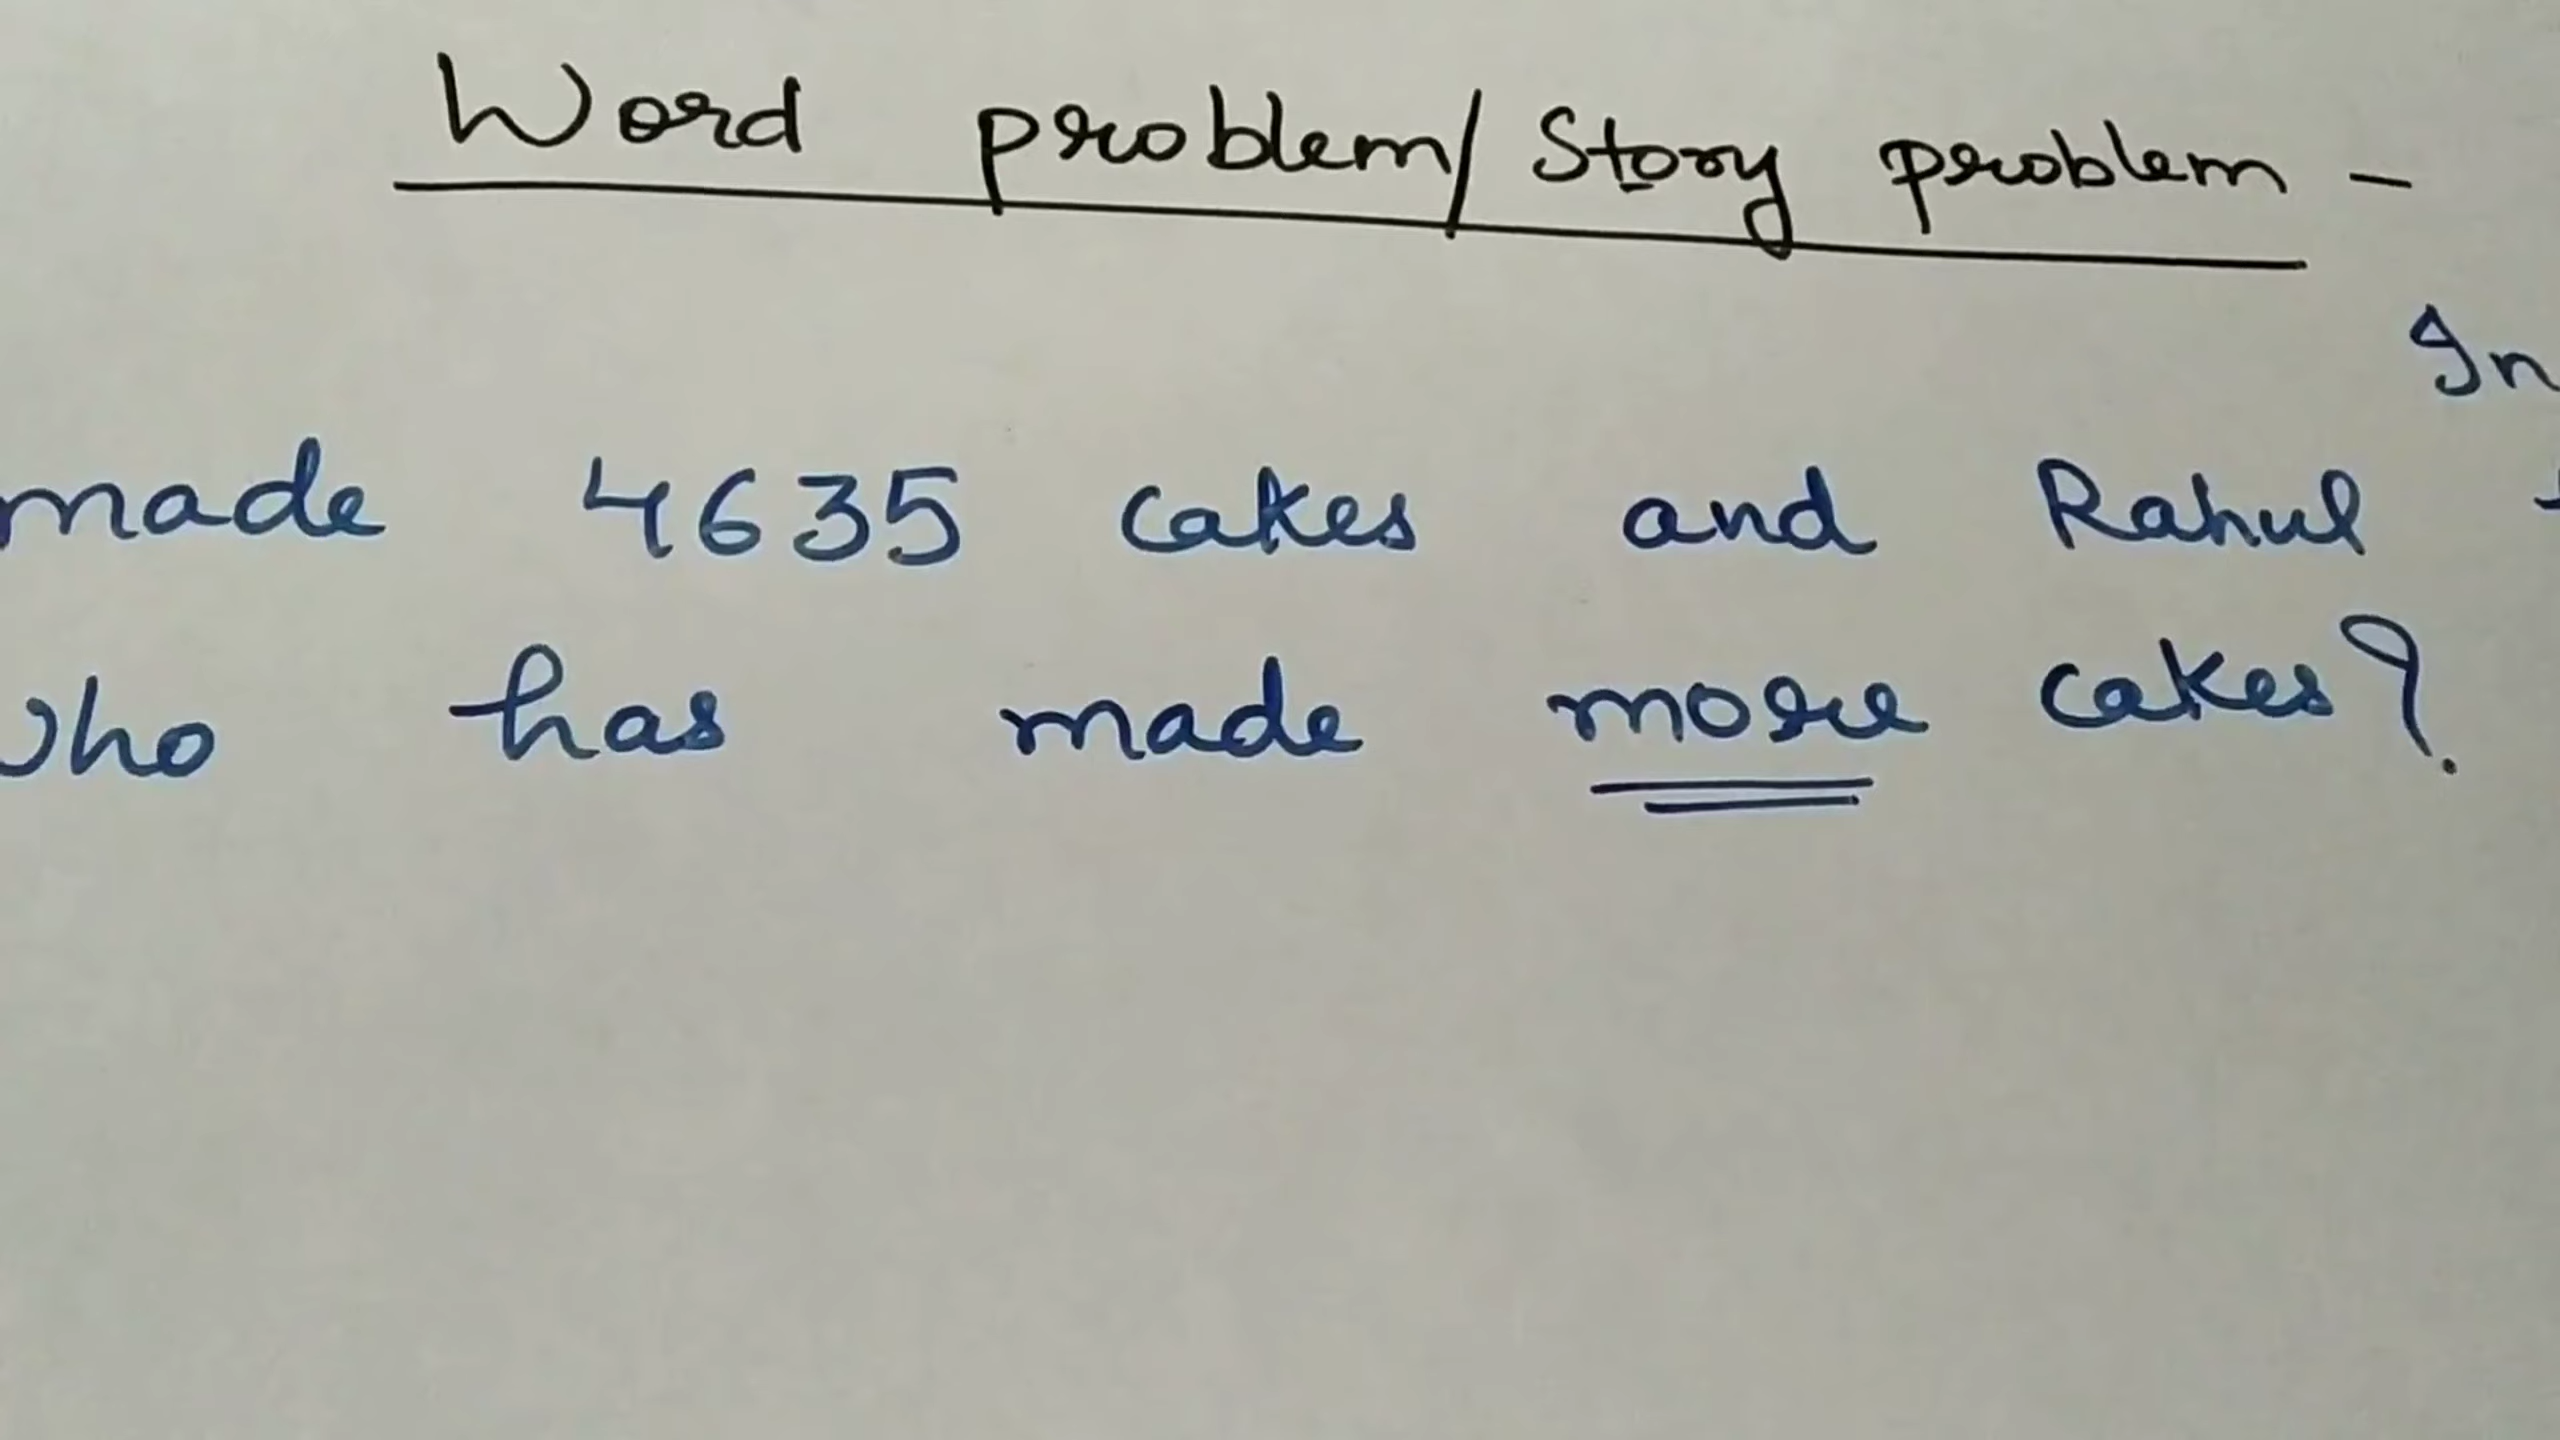 Word problem/Story problem -
In
made 4635 cakes and Rahul
who has made more cakes?